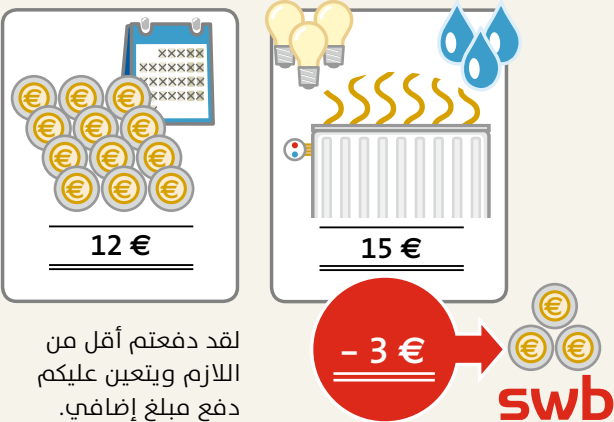 12 €
15 €
لقد دفعتم أقل من
اللازم ويتعين عليكم
دفع مبلغ إضافي.
– 3 €
swb